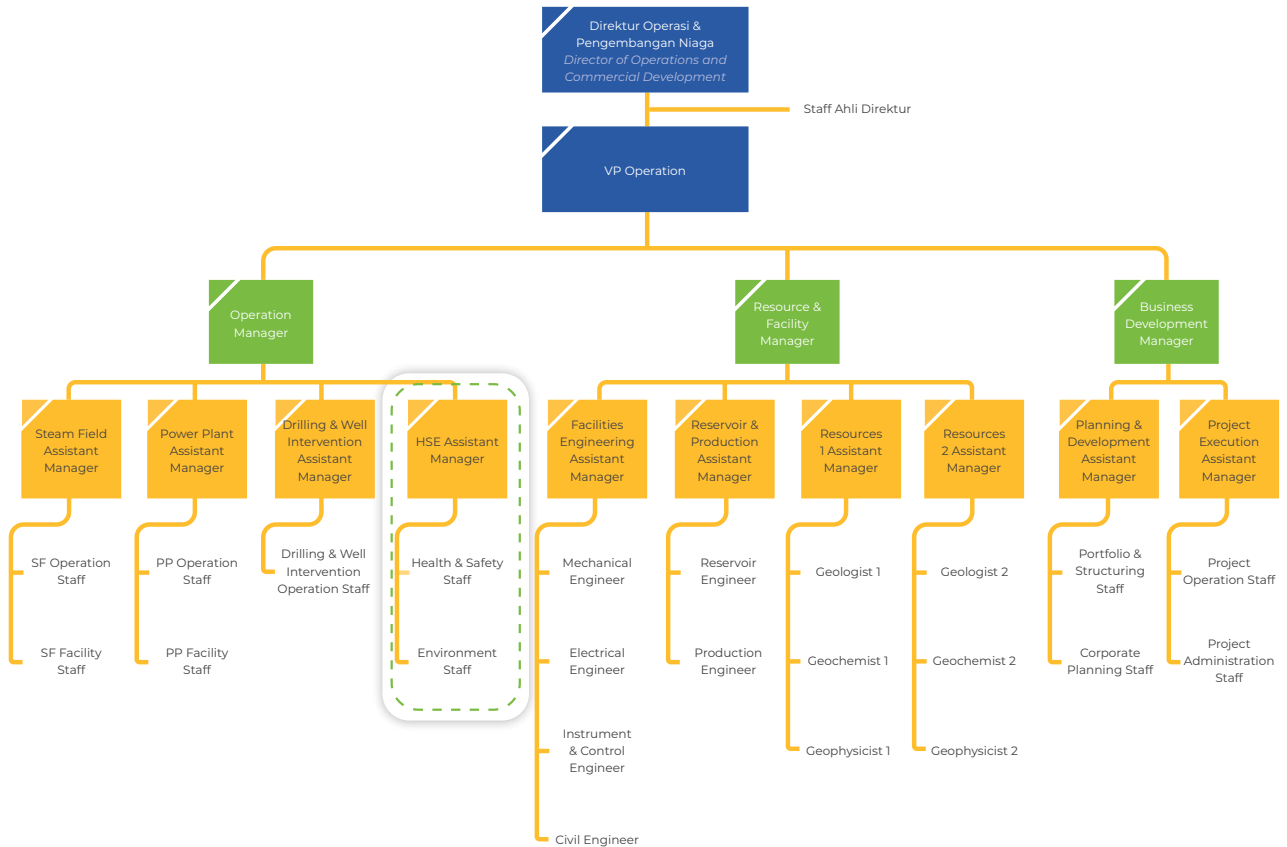 Direktur Operasi &
Pengembangan Niaga
Director of Operations and
Commercial Development
Staff Ahli Direktur
VP Operation
Operation
Manager
Resource &
Facility
Manager
Business
Development
Manager
Steam Field
Assistant
Manager
Power Plant
Assistant
Manager
Drilling & Well
Intervention
Assistant
Manager
HSE Assistant
Manager
Facilities
Engineering
Assistant
Manager
Reservoir &
Production
Assistant
Manager
Resources
1 Assistant
Manager
Resources
2 Assistant
Manager
Planning &
Development
Assistant
Manager
Project
Execution
Assistant
Manager
SF Operation
Staff
PP Operation
Staff
Drilling & Well
Intervention
Operation Staff
Health & Safety
Staff
Mechanical
Engineer
Reservoir
Engineer
Geologist 1
Geologist 2
Portfolio &
Structuring
Staff
Project
Operation Staff
SF Facility
Staff
PP Facility
Staff
Environment
Staff
Electrical
Engineer
Production
Engineer
Geochemist 1
Geochemist 2
Corporate
Planning Staff
Project
Administration
Staff
Instrument
& Control
Engineer
Geophysicist 1
Geophysicist 2
Civil Engineer